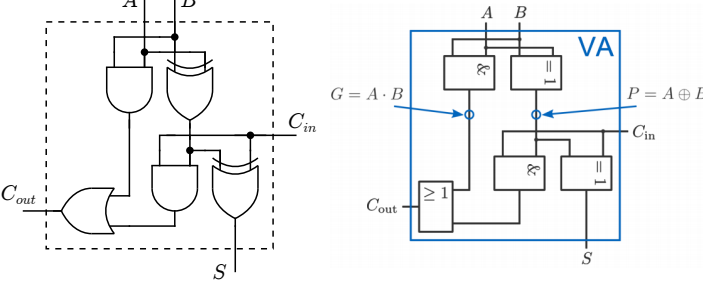 A B
C_in
C_out
S
A B
VA
& =1
G = A · B
P = A ⊕ B
C_in
& =1
≥ 1
C_out
S